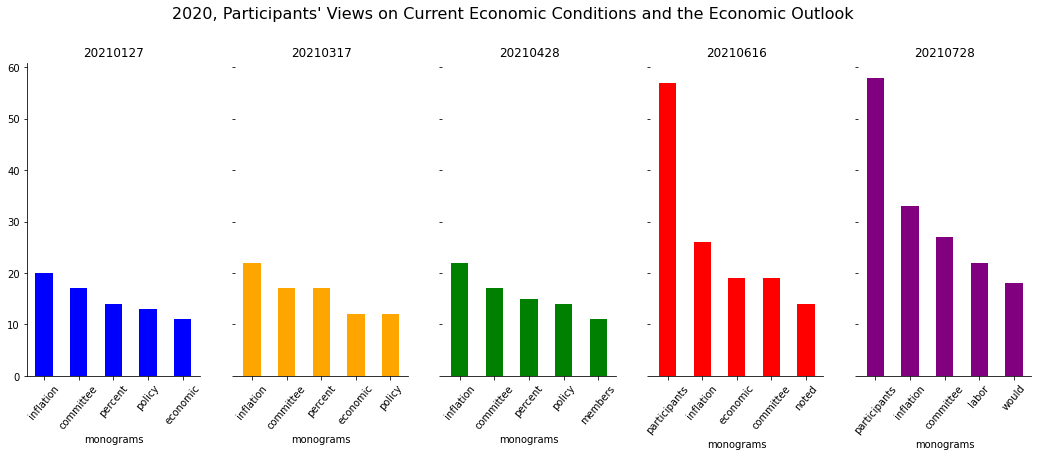 2020, Participants' Views on Current Economic Conditions and the Economic Outlook
20210127 20210317 20210428 20210616 20210728
60
50
40
30
20
10
0
inflation committee percent policy economic inflation committee percent economic policy inflation committee percent policy members participants inflation economic committee noted participants inflation committee labor would
monograms monograms monograms monograms monograms